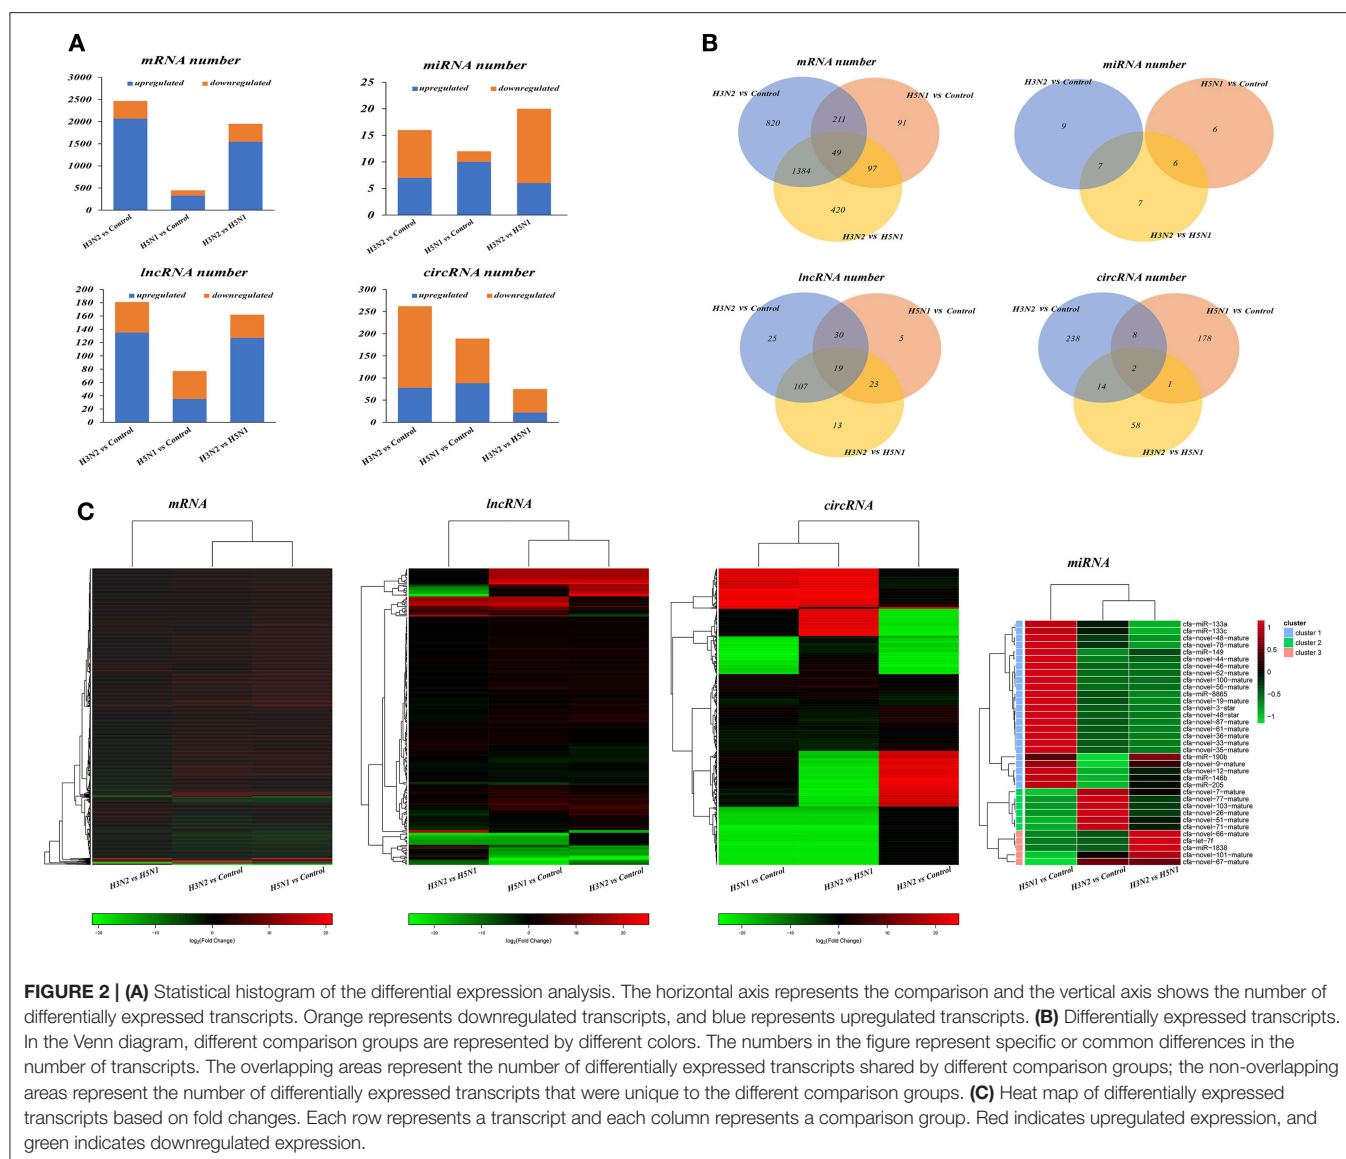 A
mRNA number
upregulated downregulated
3000
2500
2000
1500
1000
500
0
H3N2 vs Control
H5N1 vs Control
H3N2 vs H5N1
miRNA number
upregulated downregulated
25
20
15
10
5
0
H3N2 vs Control
H5N1 vs Control
H3N2 vs H5N1
lncRNA number
upregulated downregulated
200
180
160
140
120
100
80
60
40
20
0
H3N2 vs Control
H5N1 vs Control
H3N2 vs H5N1
circRNA number
upregulated downregulated
300
250
200
150
100
50
0
H3N2 vs Control
H5N1 vs Control
H3N2 vs H5N1
B
mRNA number
H3N2 vs Control
H5N1 vs Control
820
211
91
49
1384
97
420
H3N2 vs H5N1
miRNA number
H3N2 vs Control
H5N1 vs Control
9
6
7
6
7
H3N2 vs H5N1
lncRNA number
H3N2 vs Control
H5N1 vs Control
25
30
5
19
107
23
13
H3N2 vs H5N1
circRNA number
H3N2 vs Control
H5N1 vs Control
238
8
178
2
14
1
58
H3N2 vs H5N1
C
mRNA
H3N2 vs H5N1
H3N2 vs Control
H5N1 vs Control
−20 −10 0 10 20
log2(Fold Change)
lncRNA
H3N2 vs H5N1
H5N1 vs Control
H3N2 vs Control
−20 −10 0 10 20
log2(Fold Change)
circRNA
H5N1 vs Control
H3N2 vs H5N1
H3N2 vs Control
−20 −10 0 10 20
log2(Fold Change)
miRNA
cfa−miR−133a
cfa−miR−133c
cfa−novel−48−mature
cfa−novel−78−mature
cfa−miR−149
cfa−novel−44−mature
cfa−novel−46−mature
cfa−novel−52−mature
cfa−novel−100−mature
cfa−novel−56−mature
cfa−miR−8865
cfa−novel−19−mature
cfa−novel−3−star
cfa−novel−48−star
cfa−novel−87−mature
cfa−novel−61−mature
cfa−novel−36−mature
cfa−novel−33−mature
cfa−novel−35−mature
cfa−miR−190b
cfa−novel−9−mature
cfa−novel−12−mature
cfa−miR−146b
cfa−miR−205
cfa−novel−7−mature
cfa−novel−77−mature
cfa−novel−103−mature
cfa−novel−26−mature
cfa−novel−51−mature
cfa−novel−71−mature
cfa−novel−66−mature
cfa−let−7f
cfa−miR−1838
cfa−novel−101−mature
cfa−novel−67−mature
H5N1 vs Control
H3N2 vs Control
H3N2 vs H5N1
1
0.5
0
−0.5
−1
cluster
cluster 1
cluster 2
cluster 3
FIGURE 2 | (A) Statistical histogram of the differential expression analysis. The horizontal axis represents the comparison and the vertical axis shows the number of
differentially expressed transcripts. Orange represents downregulated transcripts, and blue represents upregulated transcripts. (B) Differentially expressed transcripts.
In the Venn diagram, different comparison groups are represented by different colors. The numbers in the figure represent specific or common differences in the
number of transcripts. The overlapping areas represent the number of differentially expressed transcripts shared by different comparison groups; the non-overlapping
areas represent the number of differentially expressed transcripts that were unique to the different comparison groups. (C) Heat map of differentially expressed
transcripts based on fold changes. Each row represents a transcript and each column represents a comparison group. Red indicates upregulated expression, and
green indicates downregulated expression.